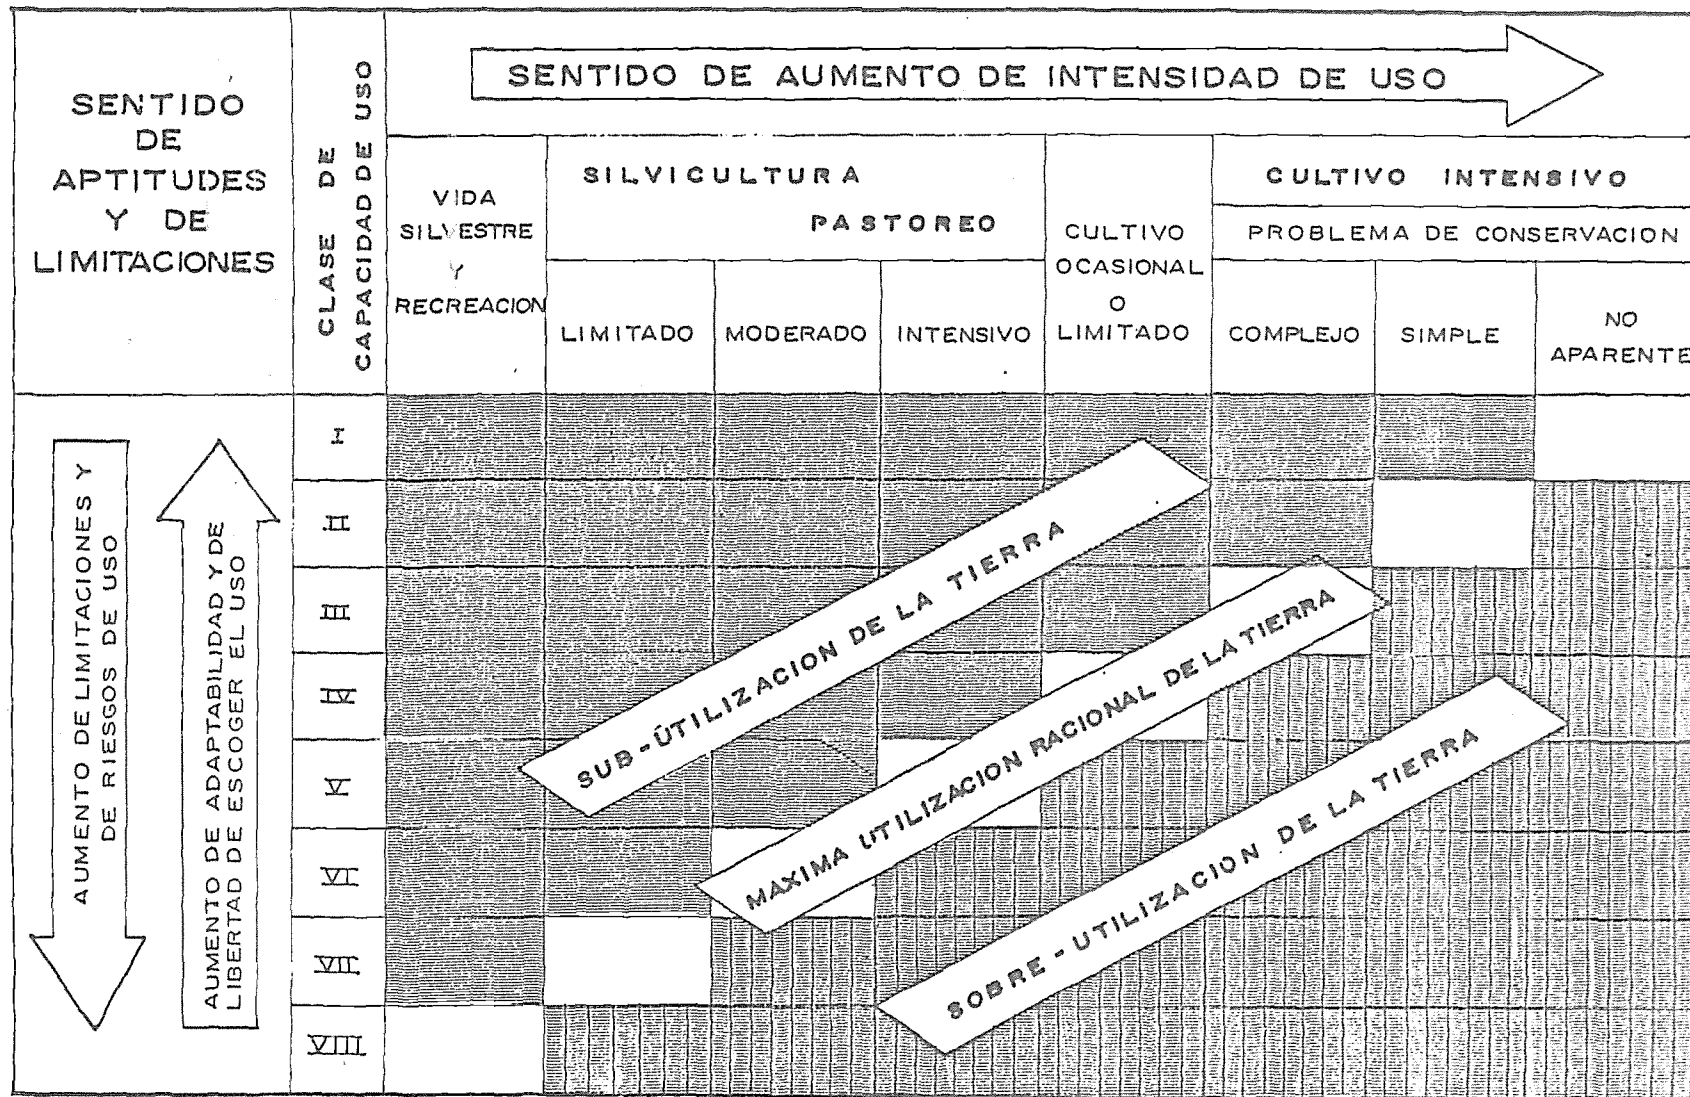 SENTIDO
DE
APTITUDES
Y DE
LIMITACIONES
CLASE DE
CAPACIDAD DE USO
SENTIDO DE AUMENTO DE INTENSIDAD DE USO
VIDA
SILVESTRE
Y
RECREACION
SILVICULTURA
PASTOREO
LIMITADO
MODERADO
INTENSIVO
CULTIVO
OCASIONAL
O
LIMITADO
CULTIVO INTENSIVO
PROBLEMA DE CONSERVACION
COMPLEJO
SIMPLE
NO
APARENTE
AUMENTO DE LIMITACIONES Y
DE RIESGOS DE USO
AUMENTO DE ADAPTABILIDAD Y DE
LIBERTAD DE ESCOGER EL USO
I
II
III
IV
V
VI
VII
VIII
SUB-ÚTILIZACION DE LA TIERRA
MAXIMA UTILIZACION RACIONAL DE LA TIERRA
SOBRE-UTILIZACION DE LA TIERRA